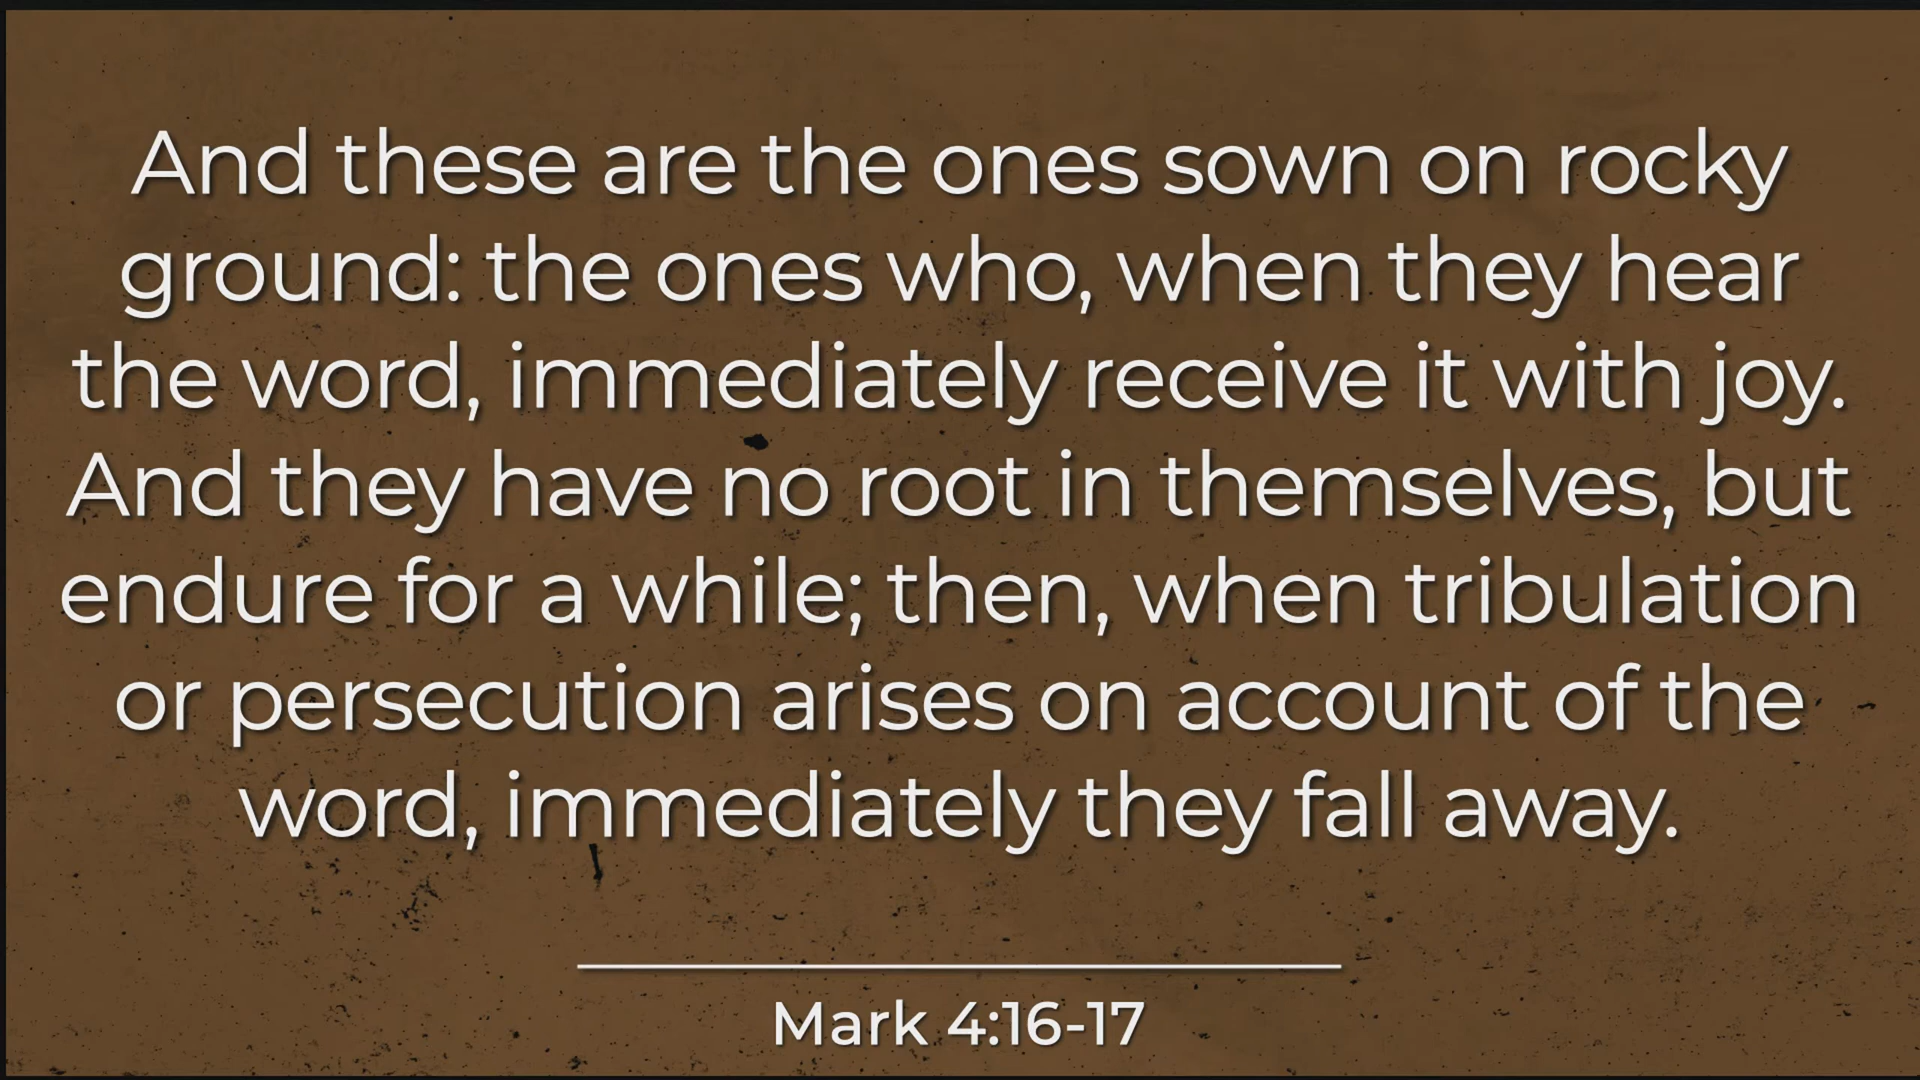 And these are the ones sown on rocky
ground: the ones who, when they hear
the word, immediately receive it with joy.
And they have no root in themselves, but
endure for a while; then, when tribulation
or persecution arises on account of the
word, immediately they fall away.
Mark 4:16-17